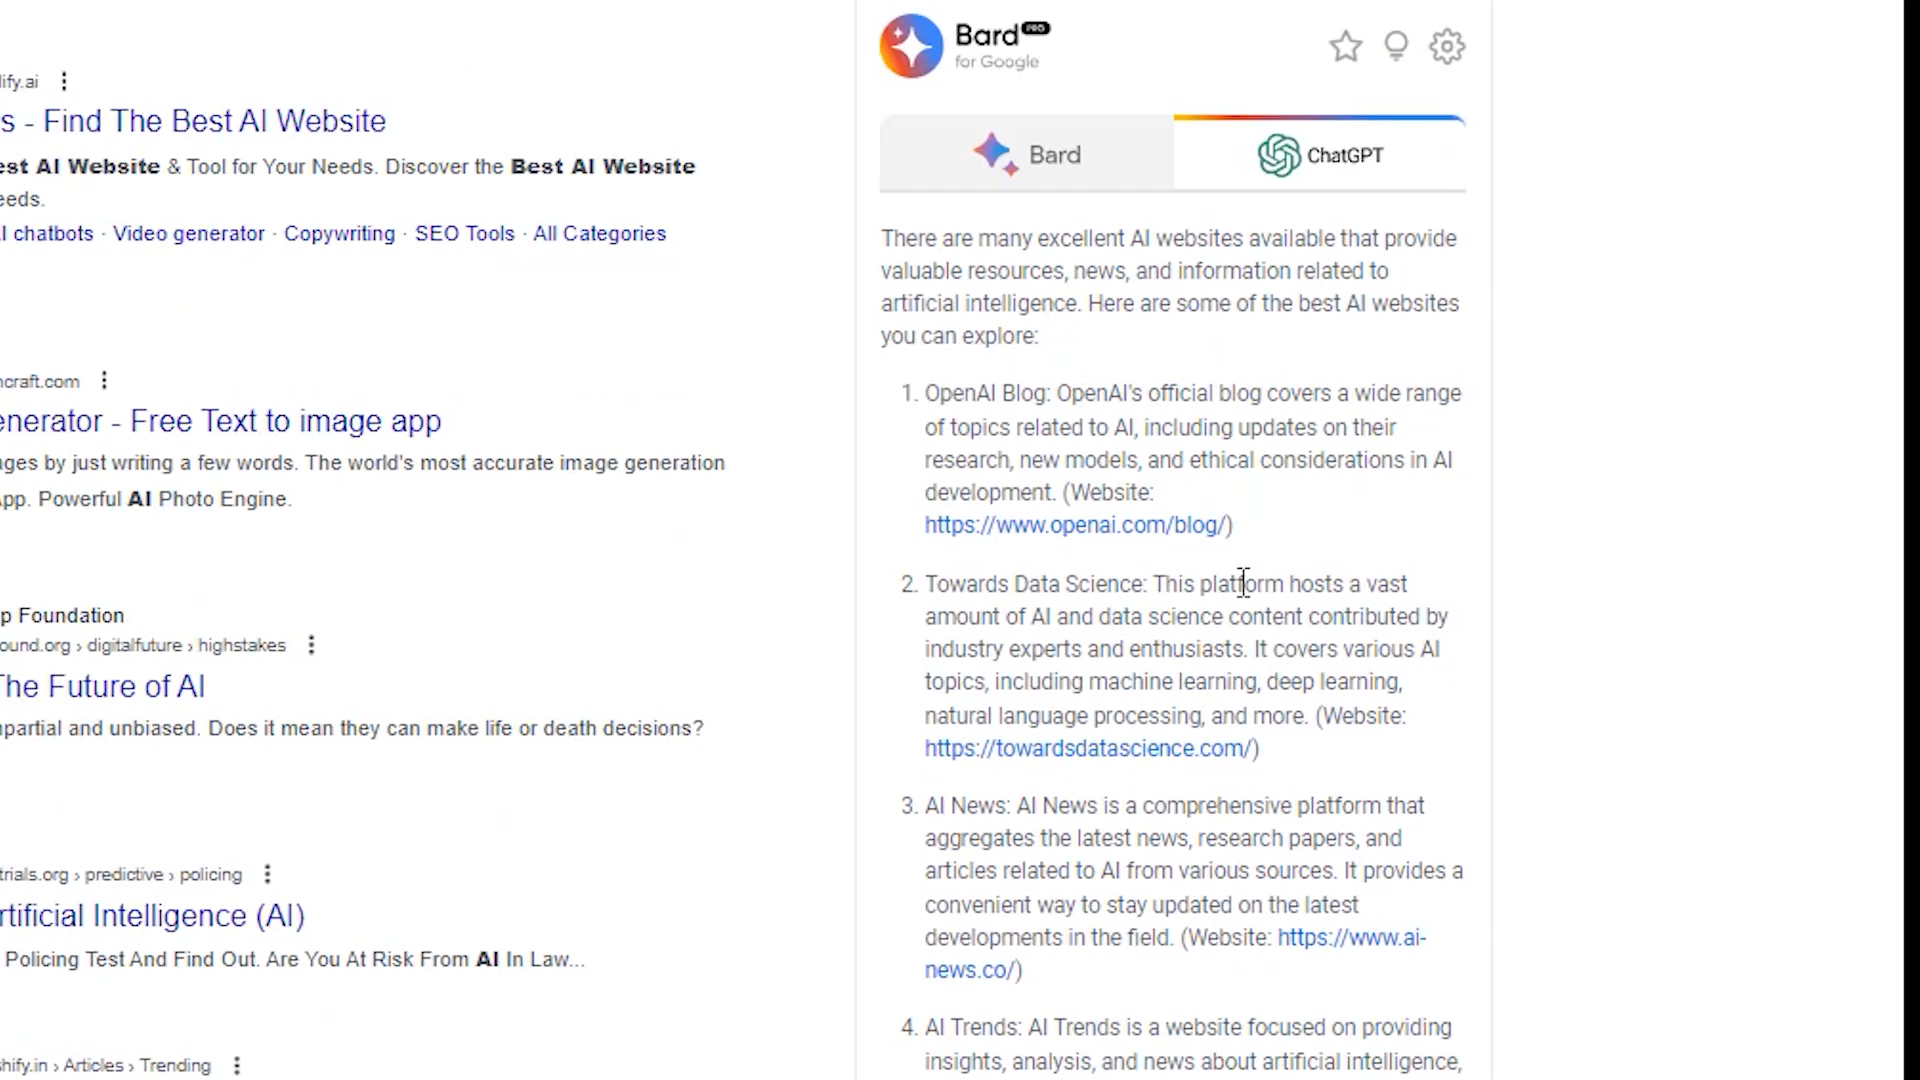 lify.ai
s - Find The Best AI Website
est AI Website & Tool for Your Needs. Discover the Best AI Website
eeds.
I chatbots · Video generator · Copywriting · SEO Tools · All Categories
ncraft.com
enerator - Free Text to image app
ages by just writing a few words. The world's most accurate image generation
App. Powerful AI Photo Engine.
p Foundation
ound.org › digitalfuture › highstakes
The Future of AI
npartial and unbiased. Does it mean they can make life or death decisions?
trials.org › predictive › policing
rtificial Intelligence (AI)
Policing Test And Find Out. Are You At Risk From AI In Law...
shify.in › Articles › Trending
Bard PRO
for Google
Bard
ChatGPT
There are many excellent AI websites available that provide
valuable resources, news, and information related to
artificial intelligence. Here are some of the best AI websites
you can explore:
1. OpenAI Blog: OpenAI's official blog covers a wide range
of topics related to AI, including updates on their
research, new models, and ethical considerations in AI
development. (Website:
https://www.openai.com/blog/)
2. Towards Data Science: This platform hosts a vast
amount of AI and data science content contributed by
industry experts and enthusiasts. It covers various AI
topics, including machine learning, deep learning,
natural language processing, and more. (Website:
https://towardsdatascience.com/)
3. AI News: AI News is a comprehensive platform that
aggregates the latest news, research papers, and
articles related to AI from various sources. It provides a
convenient way to stay updated on the latest
developments in the field. (Website: https://www.ai-
news.co/)
4. AI Trends: AI Trends is a website focused on providing
insights, analysis, and news about artificial intelligence,